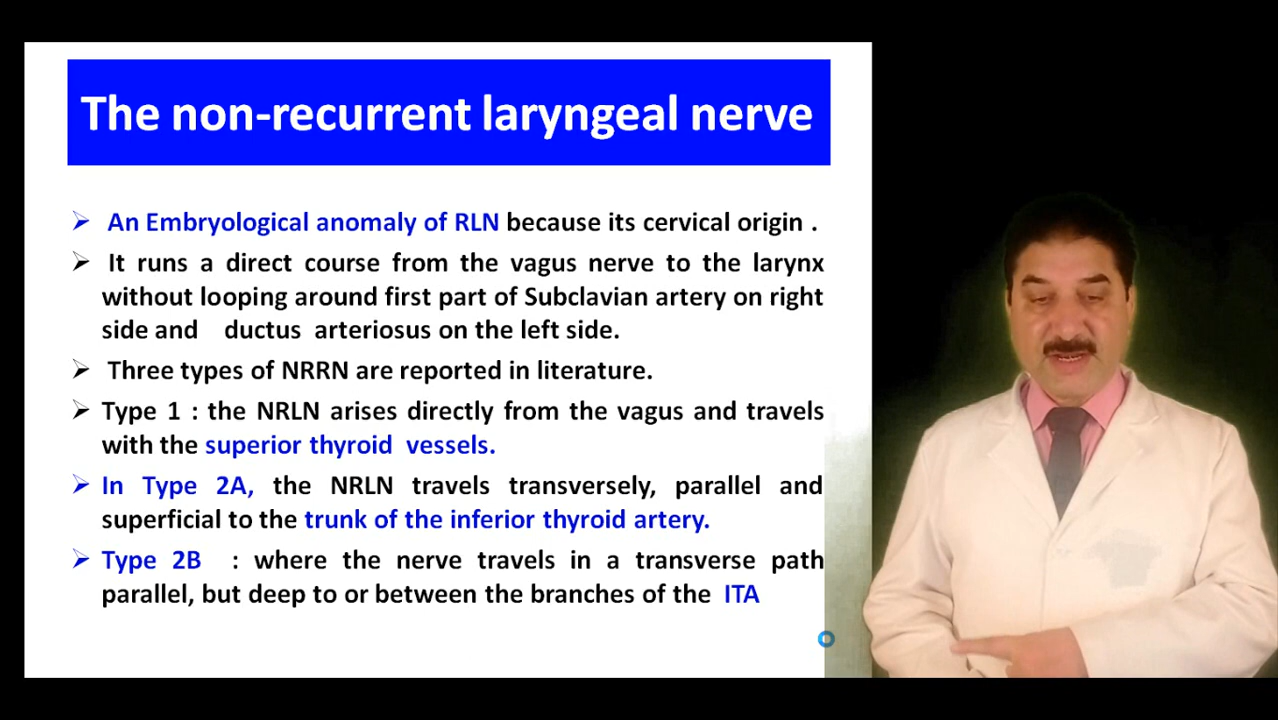 The non-recurrent laryngeal nerve
➢ An Embryological anomaly of RLN because its cervical origin .
➢ It runs a direct course from the vagus nerve to the larynx
without looping around first part of Subclavian artery on right
side and ductus arteriosus on the left side.
➢ Three types of NRRN are reported in literature.
➢ Type 1 : the NRLN arises directly from the vagus and travels
with the superior thyroid vessels.
➢ In Type 2A, the NRLN travels transversely, parallel and
superficial to the trunk of the inferior thyroid artery.
➢ Type 2B : where the nerve travels in a transverse path
parallel, but deep to or between the branches of the ITA